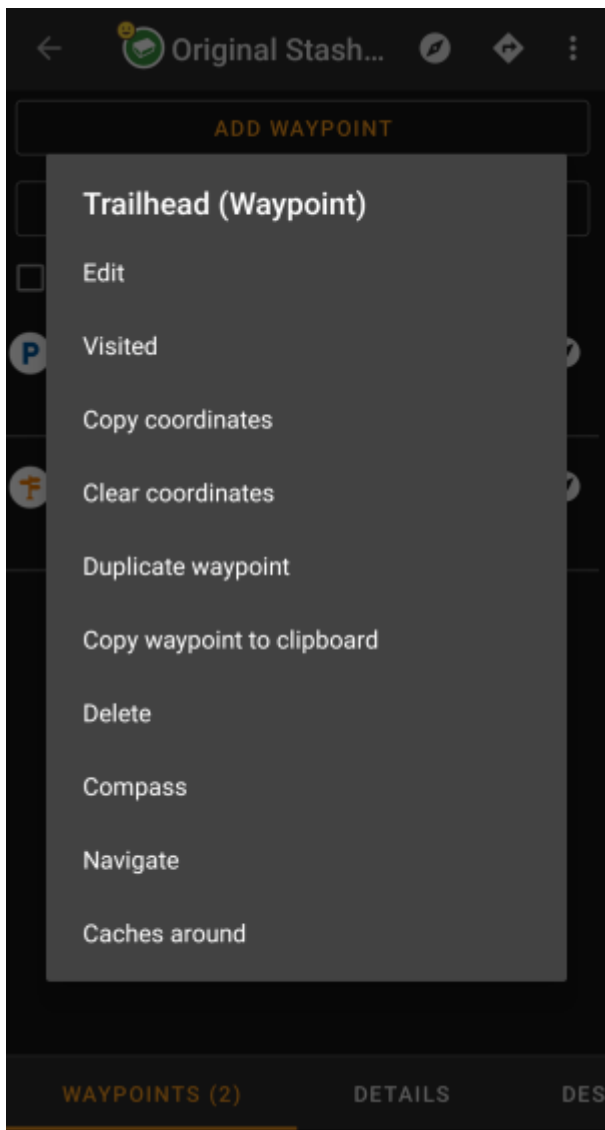 Original Stash...
ADD WAYPOINT
Trailhead (Waypoint)
Edit
Visited
P
Copy coordinates
Clear coordinates
Duplicate waypoint
Copy waypoint to clipboard
Delete
Compass
Navigate
Caches around
WAYPOINTS (2) DETAILS DES